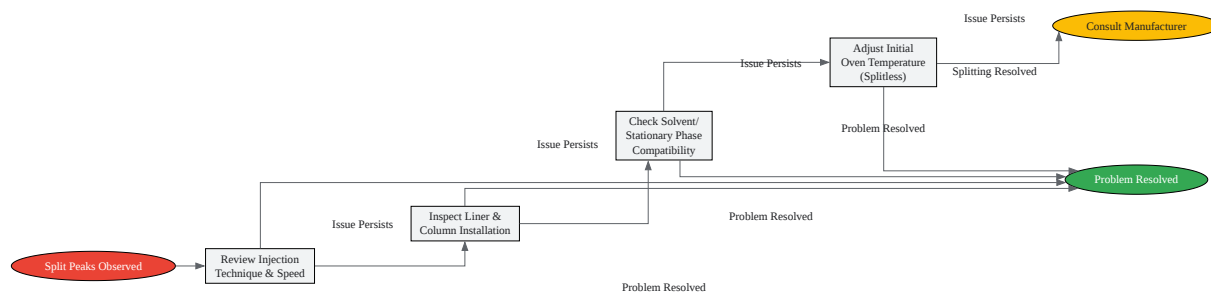 Issue Persists
Consult Manufacturer
Adjust Initial
Oven Temperature
(Splitless)
Issue Persists
Splitting Resolved
Check Solvent/
Stationary Phase
Compatibility
Problem Resolved
Issue Persists
Problem Resolved
Inspect Liner &
Column Installation
Issue Persists
Problem Resolved
Split Peaks Observed
Review Injection
Technique & Speed
Problem Resolved